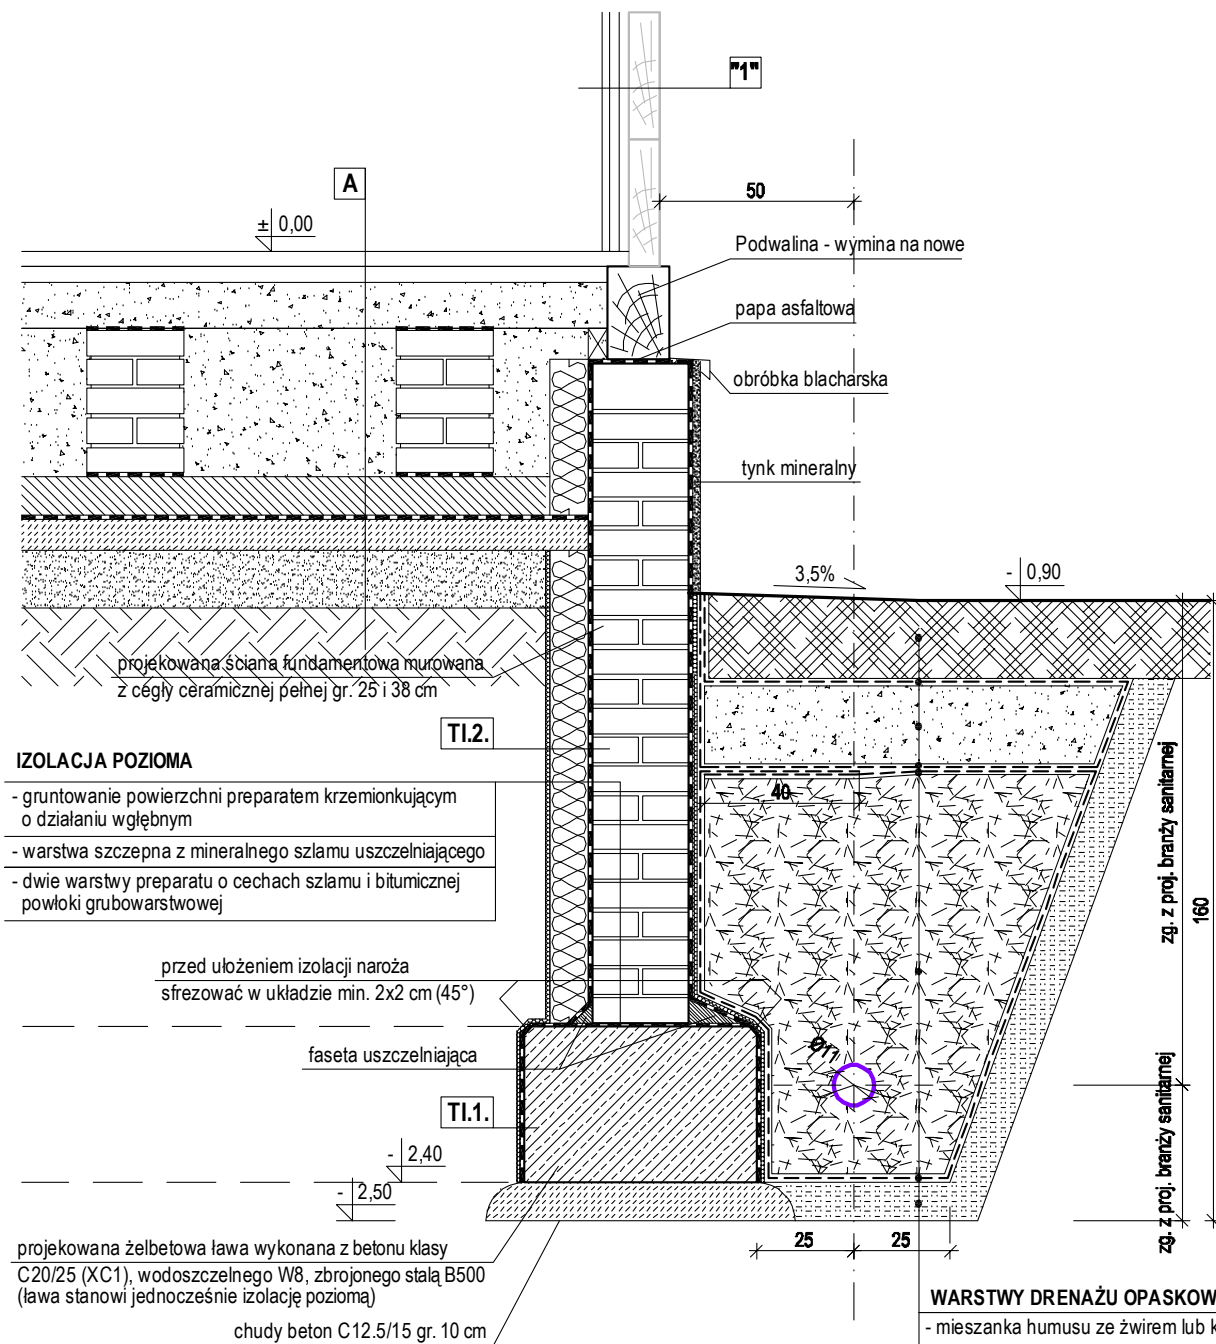 "1"
A
50
± 0,00
Podwalina - wymina na nowe
papa asfaltowa
obróbka blacharska
tynk mineralny
3,5%
- 0,90
projekowana ściana fundamentowa murowana
z cegły ceramicznej pełnej gr. 25 i 38 cm
TI.2.
IZOLACJA POZIOMA
- gruntowanie powierzchni preparatem krzemionkującym
o działaniu wgłębnym
- warstwa szczepna z mineralnego szlamu uszczelniającego
- dwie warstwy preparatu o cechach szlamu i bitumicznej
powłoki grubowarstwowej
40
zg. z proj. branży sanitarnej
160
przed ułożeniem izolacji naroża
sfrezować w układzie min. 2x2 cm (45°)
faseta uszczelniająca
Ø11
TI.1.
zg. z proj. branży sanitarnej
- 2,40
- 2,50
25
25
projekowana żelbetowa ława wykonana z betonu klasy
C20/25 (XC1), wodoszczelnego W8, zbrojonego stalą B500
(ława stanowi jednocześnie izolację poziomą)
chudy beton C12.5/15 gr. 10 cm
WARSTWY DRENAŻU OPASKOW
- mieszanka humusu ze żwirem lub k